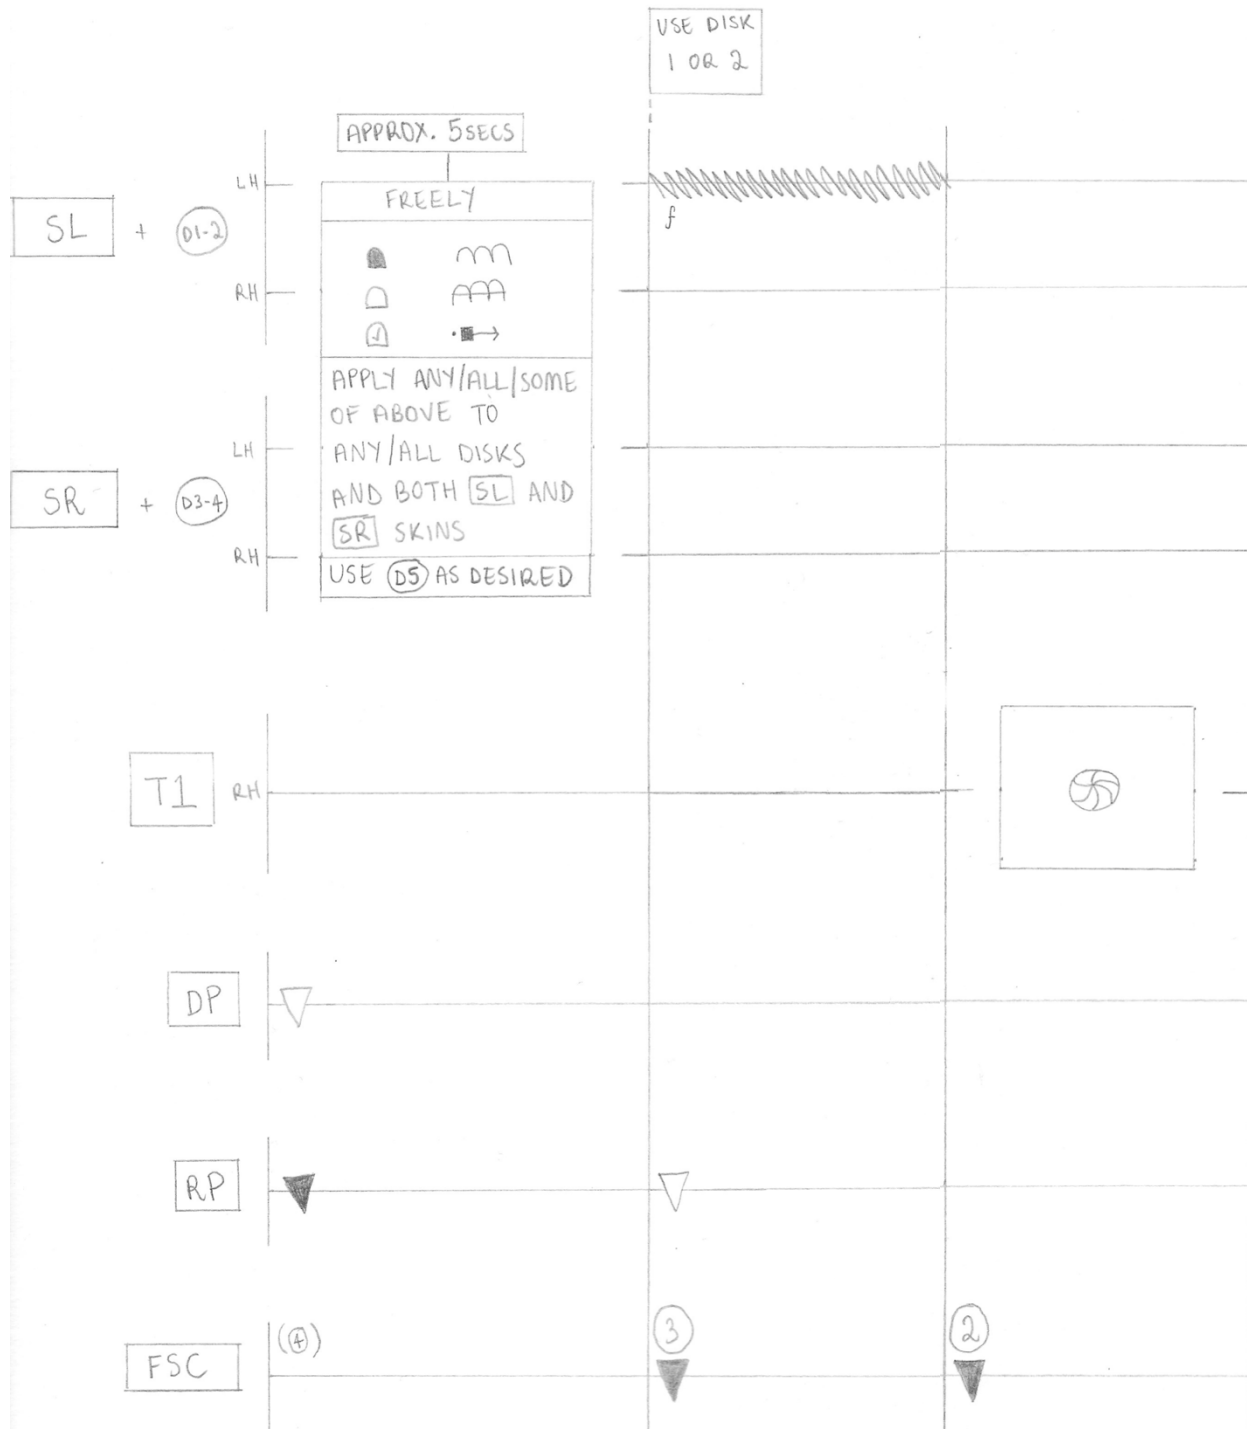 USE DISK
1 OR 2
APPROX. 5SECS
LH
FREELY
f
SL + D1-2
RH
APPLY ANY/ALL/SOME
OF ABOVE TO
LH
ANY/ALL DISKS
SR + D3-4
AND BOTH SL AND
SR SKINS
RH
USE D5 AS DESIRED
T1 RH
DP
RP
(4)
3
2
FSC